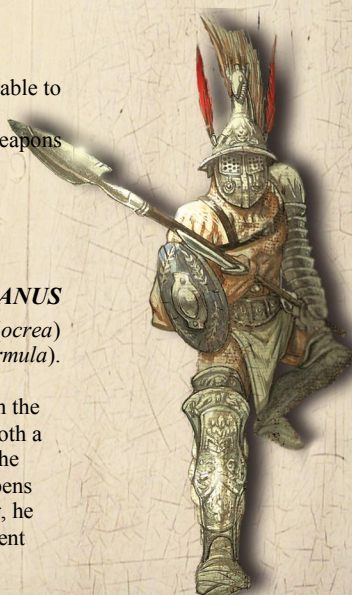 able to
eapons
ANUS
ocrea)
rmula).
n the
oth a
he
pens
, he
ent